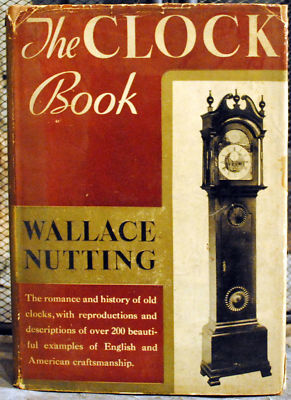 The CLOCK
Book
WALLACE
NUTTING
The romance and history of old
clocks, with reproductions and
descriptions of over 200 beauti-
ful examples of English and
American craftsmanship.